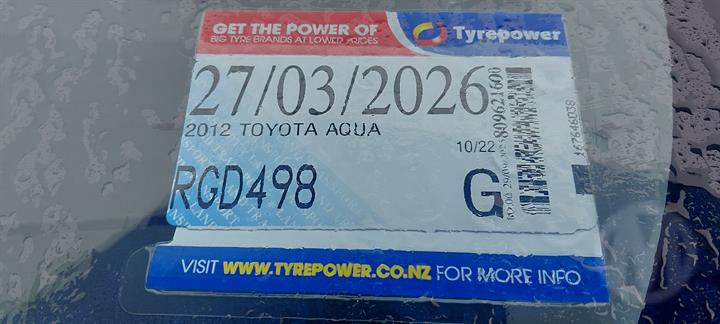 GET THE POWER OF
BIG TYRE BRANDS AT LOWER PRICES
Tyrepower
27/03/2026
2012 TOYOTA AQUA
10/22
RGD498
G
167646038
VISIT WWW.TYREPOWER.CO.NZ FOR MORE INFO